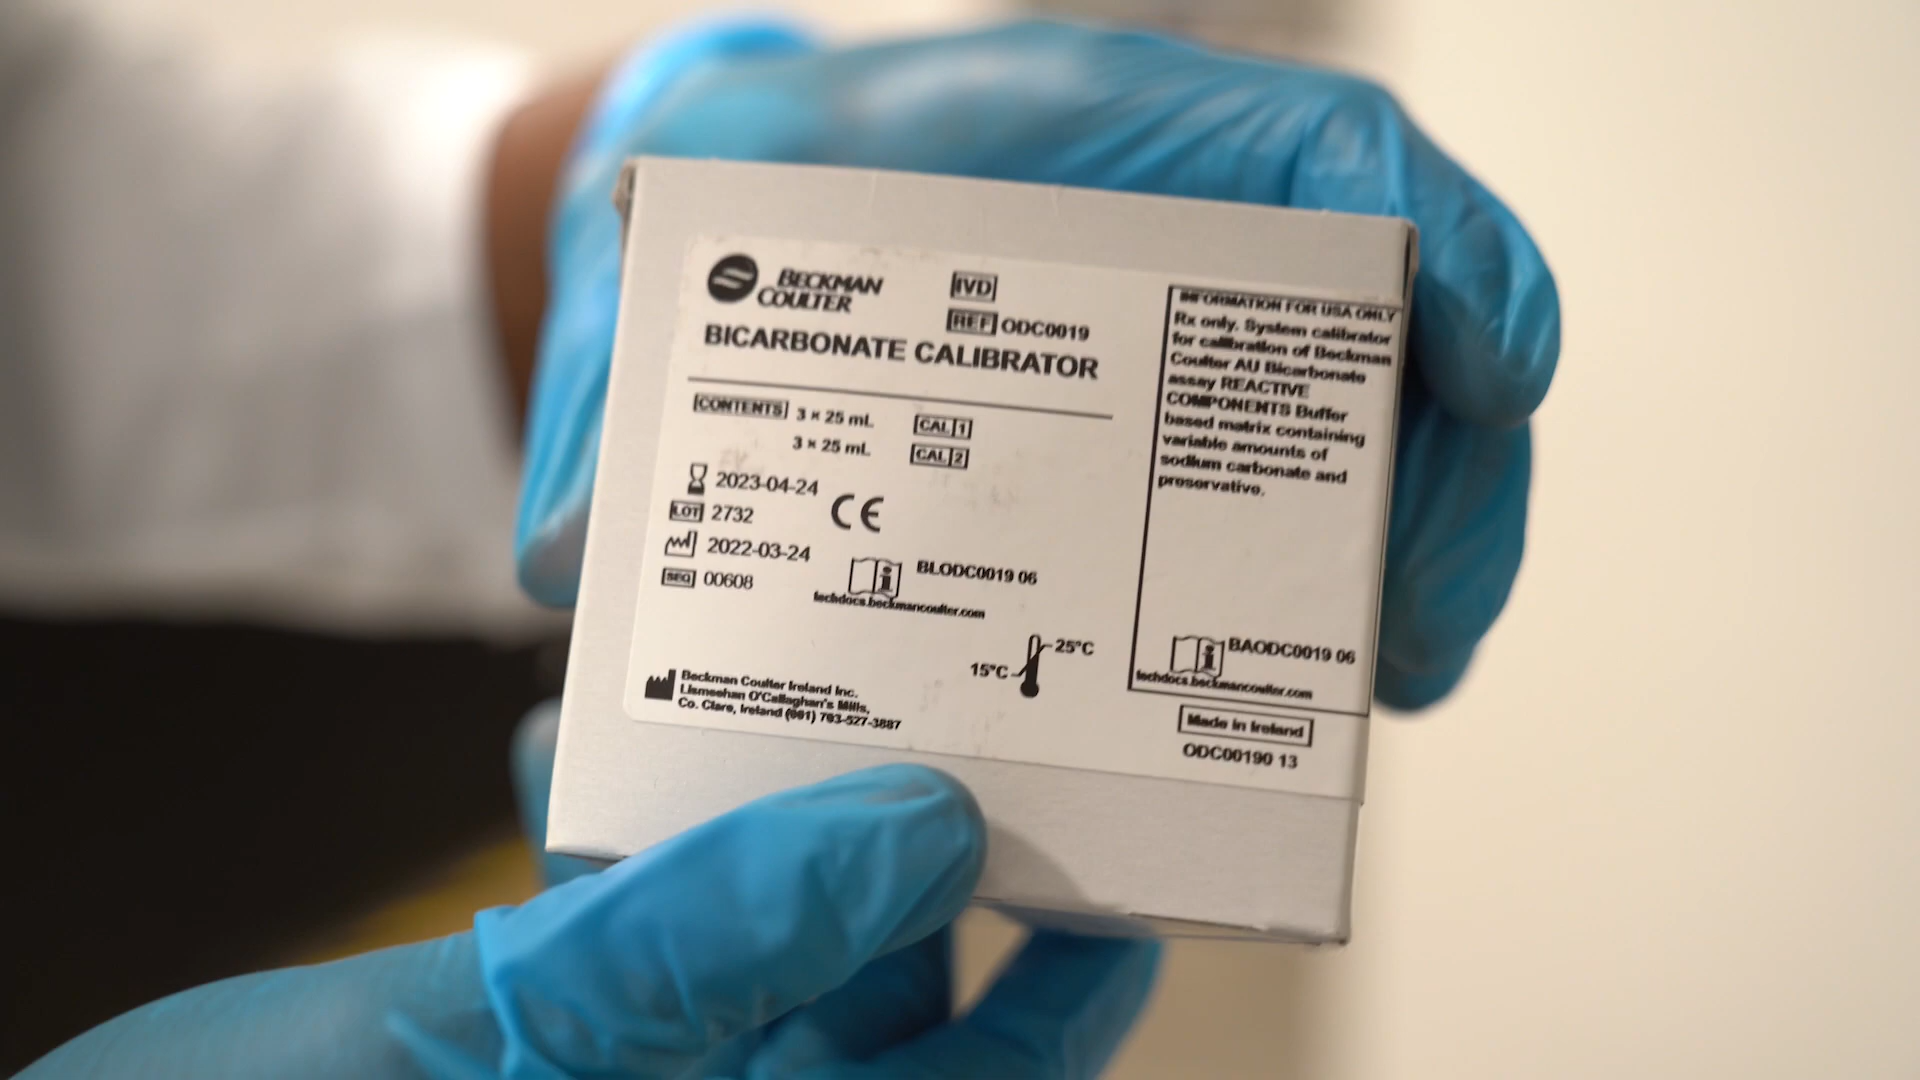 BECKMAN
COULTER
IVD
REF ODC0019
BICARBONATE CALIBRATOR
CONTENTS 3 × 25 mL CAL 1
3 × 25 mL CAL 2
2023-04-24
LOT 2732
CE
2022-03-24
SEQ 00608
BLODC0019 06
techdocs.beckmancoulter.com
15°C
25°C
Beckman Coulter Ireland Inc.
Lismeehan O'Callaghan's Mills,
Co. Clare, Ireland (001) 703-527-3887
INFORMATION FOR USA ONLY
Rx only. System calibrator
for calibration of Beckman
Coulter AU Bicarbonate
assay REACTIVE
COMPONENTS Buffer
based matrix containing
variable amounts of
sodium carbonate and
preservative.
BAODC0019 06
techdocs.beckmancoulter.com
Made in Ireland
ODC00190 13